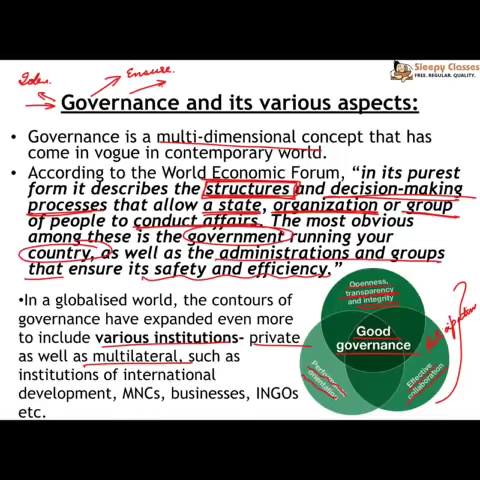 Sleepy Classes
FREE. REGULAR. QUALITY.
Ensure.
Governance and its various aspects:
• Governance is a multi-dimensional concept that has
come in vogue in contemporary world.
• According to the World Economic Forum, “in its purest
form it describes the structures and decision-making
processes that allow a state, organization or group
of people to conduct affairs. The most obvious
among these is the government running your
country, as well as the administrations and groups
that ensure its safety and efficiency.”
•In a globalised world, the contours of
governance have expanded even more
to include various institutions- private
as well as multilateral, such as
institutions of international
development, MNCs, businesses, INGOs
etc.
Openness,
transparency
and integrity
Good
governance
Performance
orientation
Effective
collaboration